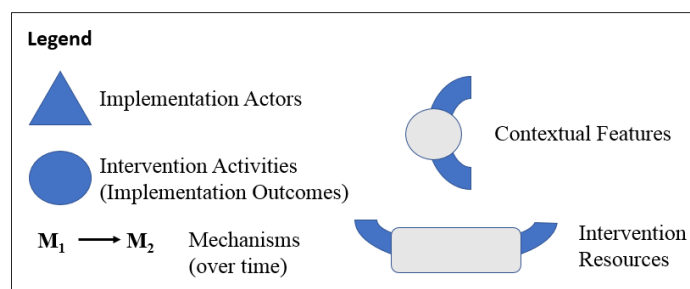 Legend
Implementation Actors
Intervention Activities
(Implementation Outcomes)
M1 → M2 Mechanisms
(over time)
Contextual Features
Intervention
Resources